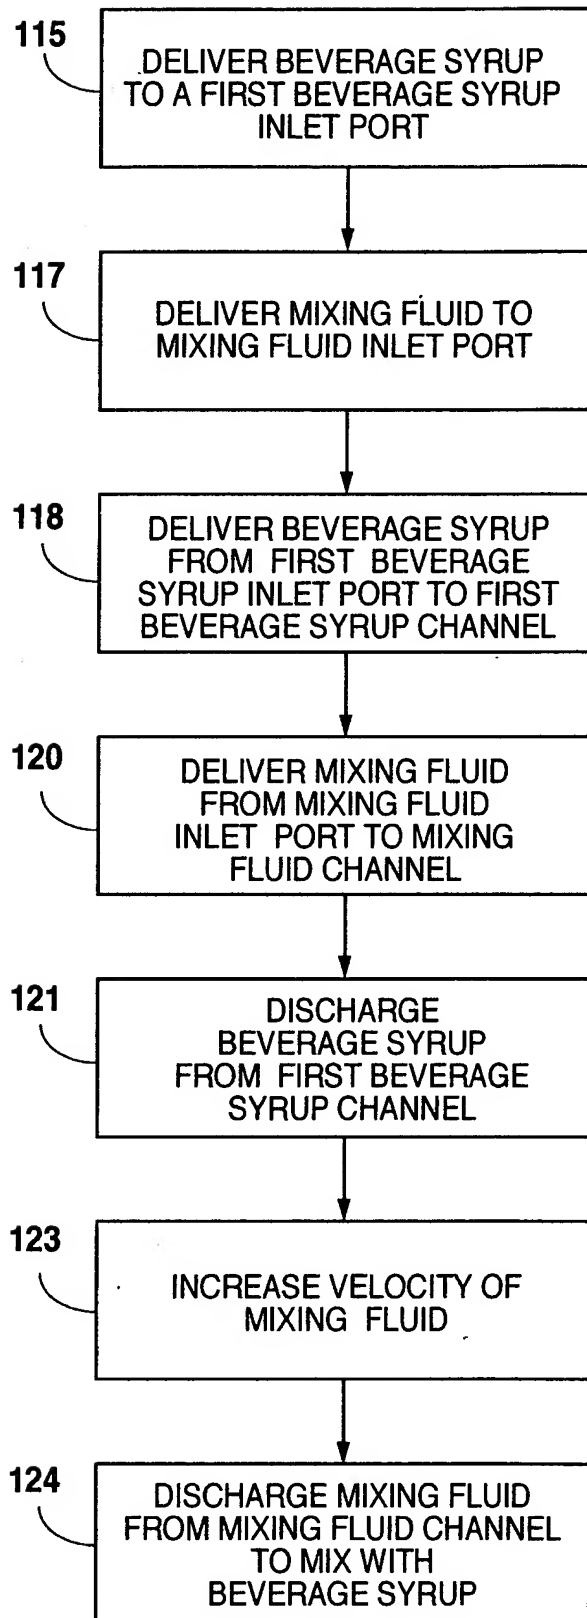 115
DELIVER BEVERAGE SYRUP
TO A FIRST BEVERAGE SYRUP
INLET PORT
117
DELIVER MIXING FLUID TO
MIXING FLUID INLET PORT
118
DELIVER BEVERAGE SYRUP
FROM FIRST BEVERAGE
SYRUP INLET PORT TO FIRST
BEVERAGE SYRUP CHANNEL
120
DELIVER MIXING FLUID
FROM MIXING FLUID
INLET PORT TO MIXING
FLUID CHANNEL
121
DISCHARGE
BEVERAGE SYRUP
FROM FIRST BEVERAGE
SYRUP CHANNEL
123
INCREASE VELOCITY OF
MIXING FLUID
124
DISCHARGE MIXING FLUID
FROM MIXING FLUID CHANNEL
TO MIX WITH
BEVERAGE SYRUP